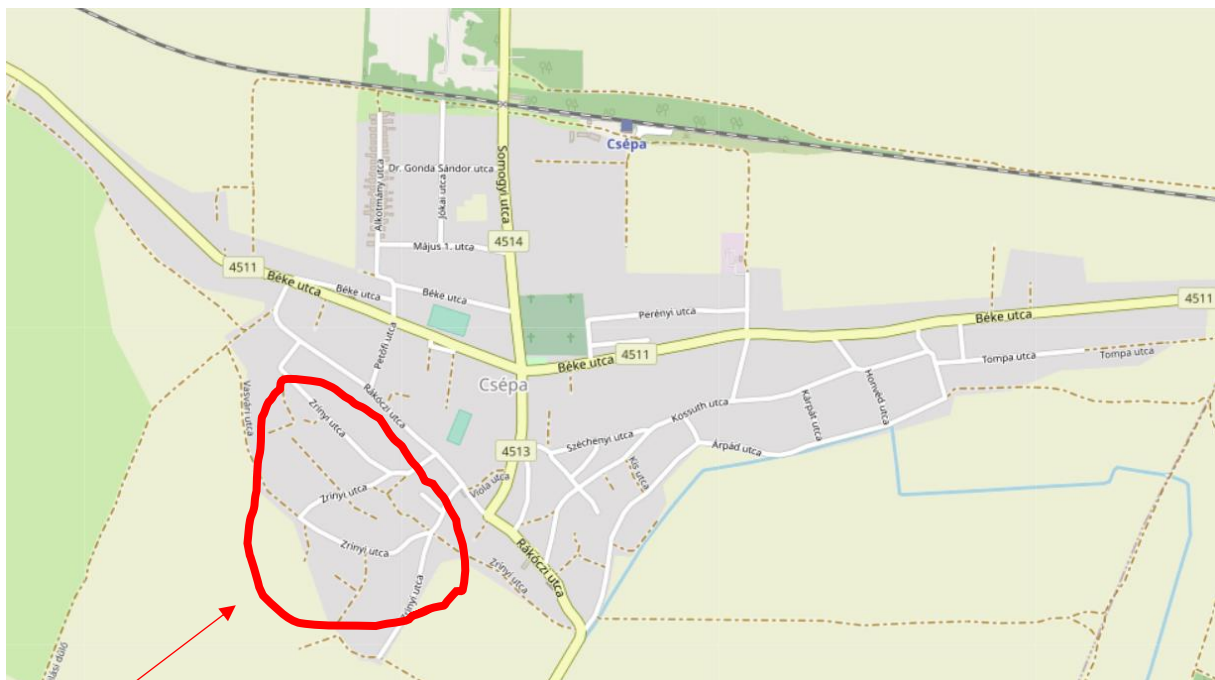 Csépa
Dr. Gonda Sándor utca
Alkotmány utca
Jókai utca
Somogyi utca
Május 1. utca
4514
4511
Béke utca
Béke utca
Béke utca
Perényi utca
4511
Béke utca
4511
Béke utca
Petőfi utca
Tompa utca
Tompa utca
Csépa
Vasvári utca
Rákóczi utca
Zrínyi utca
Kossuth utca
Kárpát utca
Honvéd utca
Széchenyi utca
Árpád utca
4513
Kis utca
Viola utca
Zrínyi utca
Zrínyi utca
Rákóczi utca
Zrínyi utca
Zrínyi utca